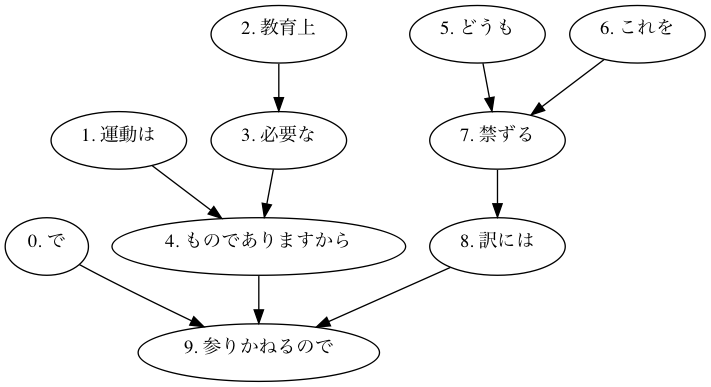 2. 教育上
5. どうも
6. これを
1. 運動は
3. 必要な
7. 禁ずる
0. で
4. ものでありますから
8. 訳には
9. 参りかねるので